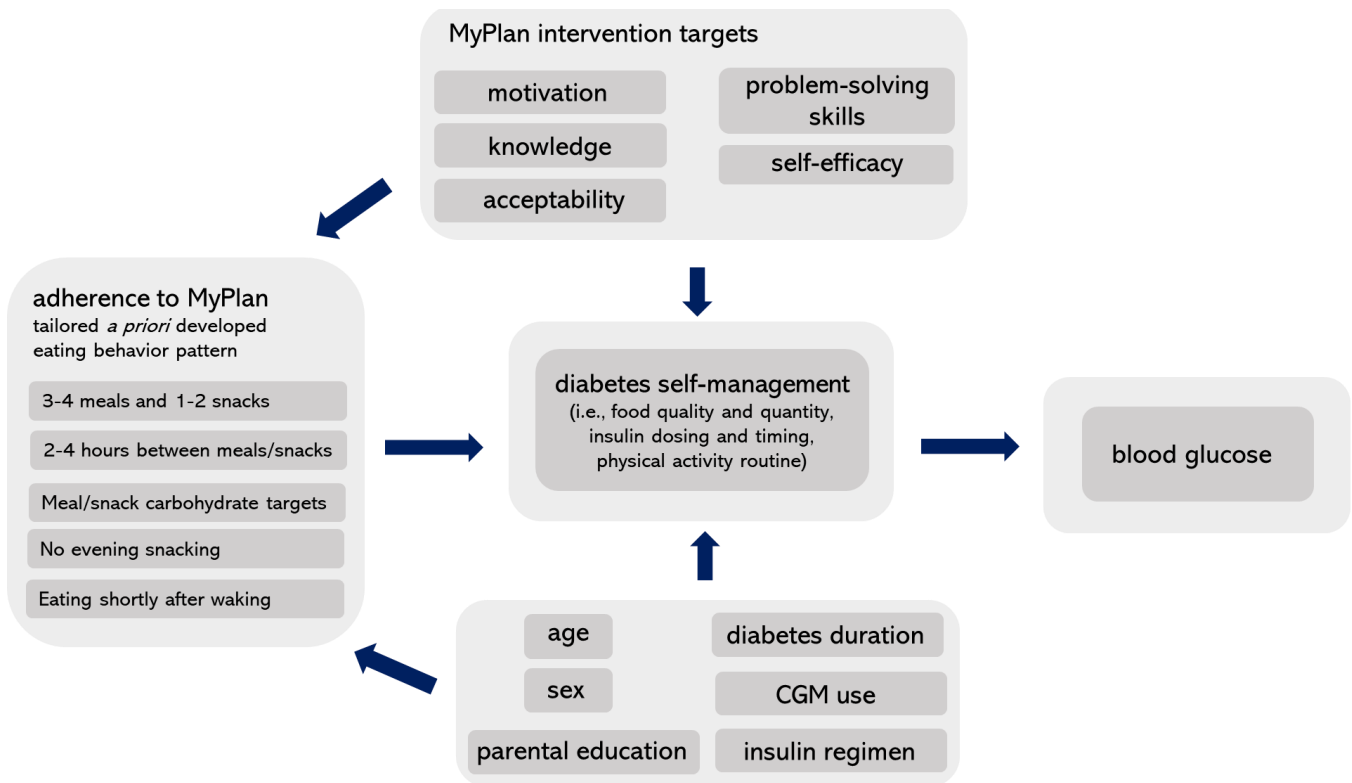 MyPlan intervention targets
motivation
knowledge
acceptability
problem-solving
skills
self-efficacy
adherence to MyPlan
tailored a priori developed
eating behavior pattern
3-4 meals and 1-2 snacks
2-4 hours between meals/snacks
Meal/snack carbohydrate targets
No evening snacking
Eating shortly after waking
diabetes self-management
(i.e., food quality and quantity,
insulin dosing and timing,
physical activity routine)
blood glucose
age
sex
parental education
diabetes duration
CGM use
insulin regimen